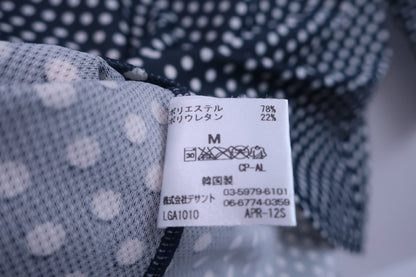 ポリエステル 78%
ポリウレタン 22%
M
30
CP-AL
韓国製
株式会社デサント 03-5979-6101
06-6774-0359
LGA1010 APR-12S